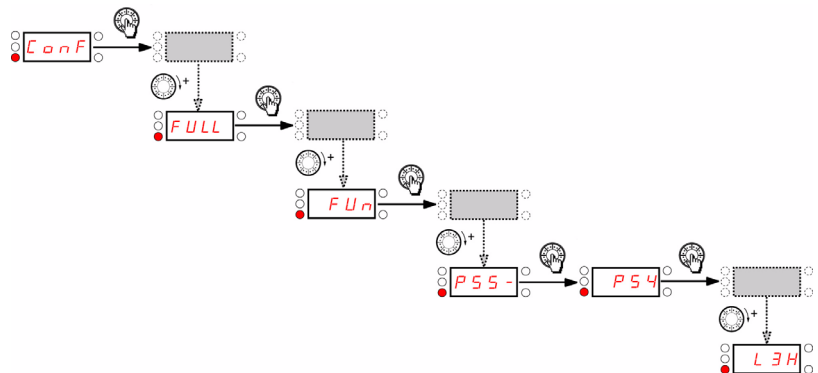 ConF
+
FULL
+
FUn
+
PSS-
PS4
+
L3H